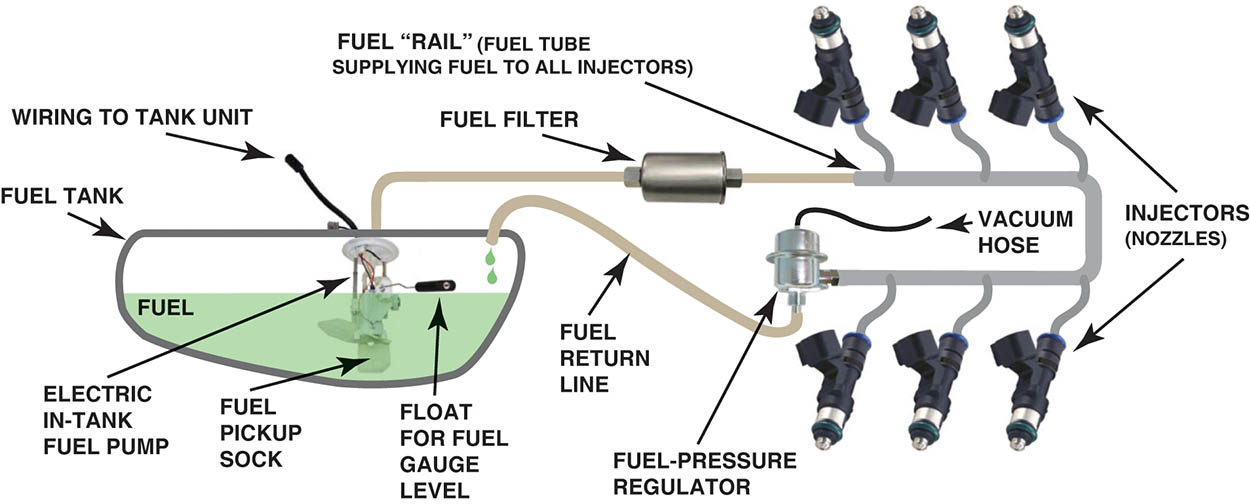 FUEL “RAIL” (FUEL TUBE
SUPPLYING FUEL TO ALL INJECTORS)
WIRING TO TANK UNIT
FUEL FILTER
FUEL TANK
VACUUM
HOSE
INJECTORS
(NOZZLES)
FUEL
FUEL
RETURN
LINE
ELECTRIC
IN-TANK
FUEL PUMP
FUEL
PICKUP
SOCK
FLOAT
FOR FUEL
GAUGE
LEVEL
FUEL-PRESSURE
REGULATOR